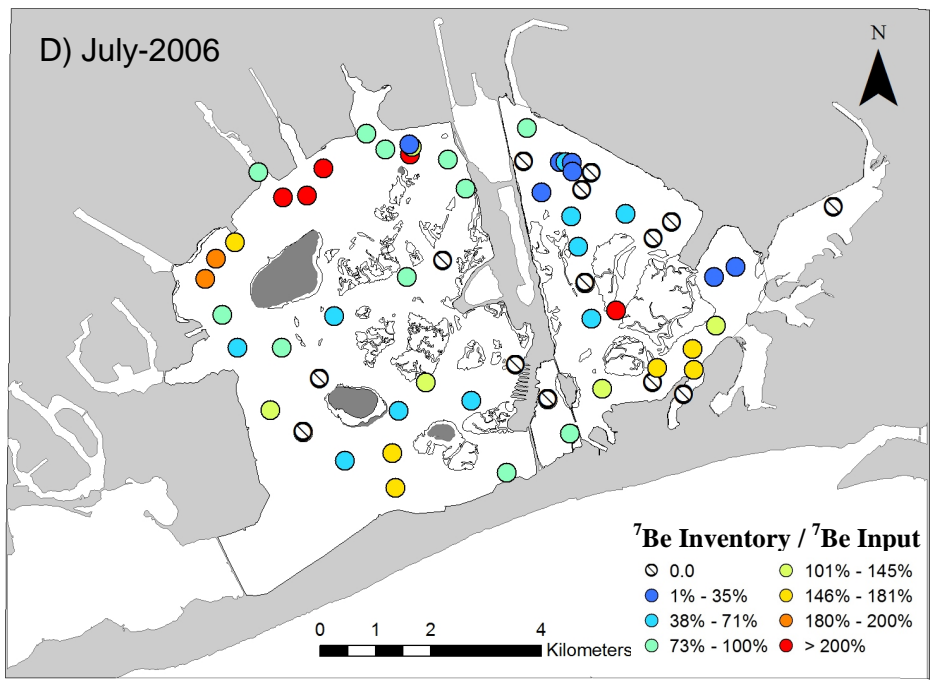 D) July-2006
N
⁷Be Inventory / ⁷Be Input
0.0
1% - 35%
38% - 71%
73% - 100%
101% - 145%
146% - 181%
180% - 200%
> 200%
0 1 2 4
Kilometers